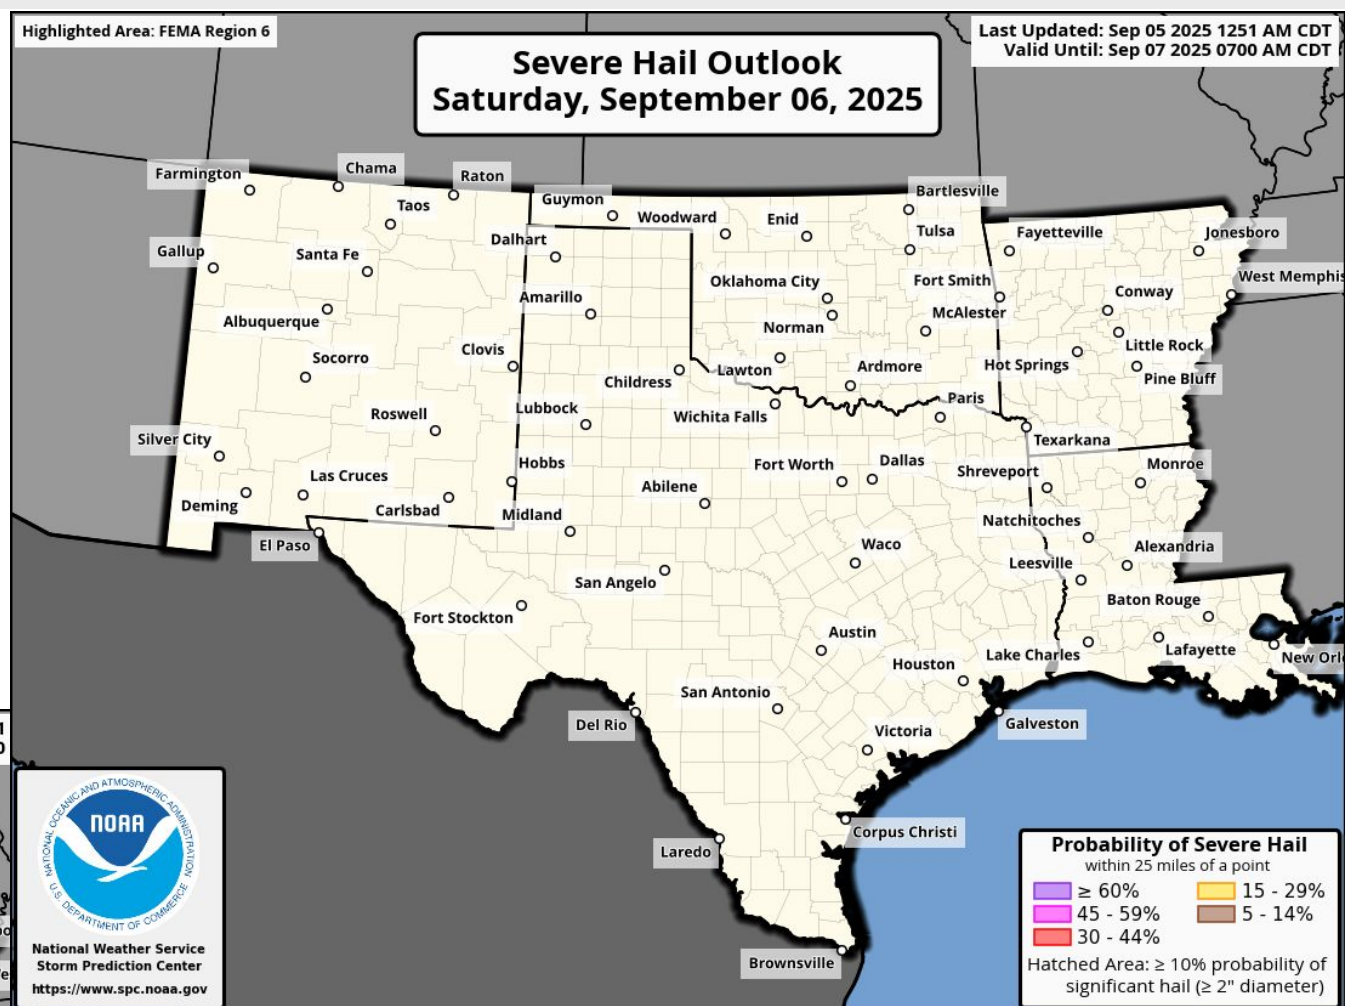 Highlighted Area: FEMA Region 6
Last Updated: Sep 05 2025 1251 AM CDT
Valid Until: Sep 07 2025 0700 AM CDT
Severe Hail Outlook
Saturday, September 06, 2025
Farmington
Chama
Raton
Taos
Guymon
Woodward
Enid
Bartlesville
Tulsa
Fayetteville
Jonesboro
Gallup
Santa Fe
Dalhart
Oklahoma City
Fort Smith
West Memphis
Albuquerque
Amarillo
Norman
McAlester
Conway
Socorro
Clovis
Childress
Lawton
Ardmore
Hot Springs
Little Rock
Pine Bluff
Roswell
Lubbock
Wichita Falls
Paris
Texarkana
Silver City
Las Cruces
Hobbs
Abilene
Fort Worth
Dallas
Shreveport
Monroe
Deming
Carlsbad
Midland
Natchitoches
El Paso
San Angelo
Waco
Leesville
Alexandria
Fort Stockton
Austin
Baton Rouge
Houston
Lake Charles
Lafayette
New Orl
Del Rio
San Antonio
Victoria
Galveston
Laredo
Corpus Christi
Brownsville
NATIONAL OCEANIC AND ATMOSPHERIC ADMINISTRATION
NOAA
U.S. DEPARTMENT OF COMMERCE
National Weather Service
Storm Prediction Center
https://www.spc.noaa.gov
Probability of Severe Hail
within 25 miles of a point
≥ 60%
15 - 29%
45 - 59%
5 - 14%
30 - 44%
Hatched Area: ≥ 10% probability of
significant hail (≥ 2" diameter)